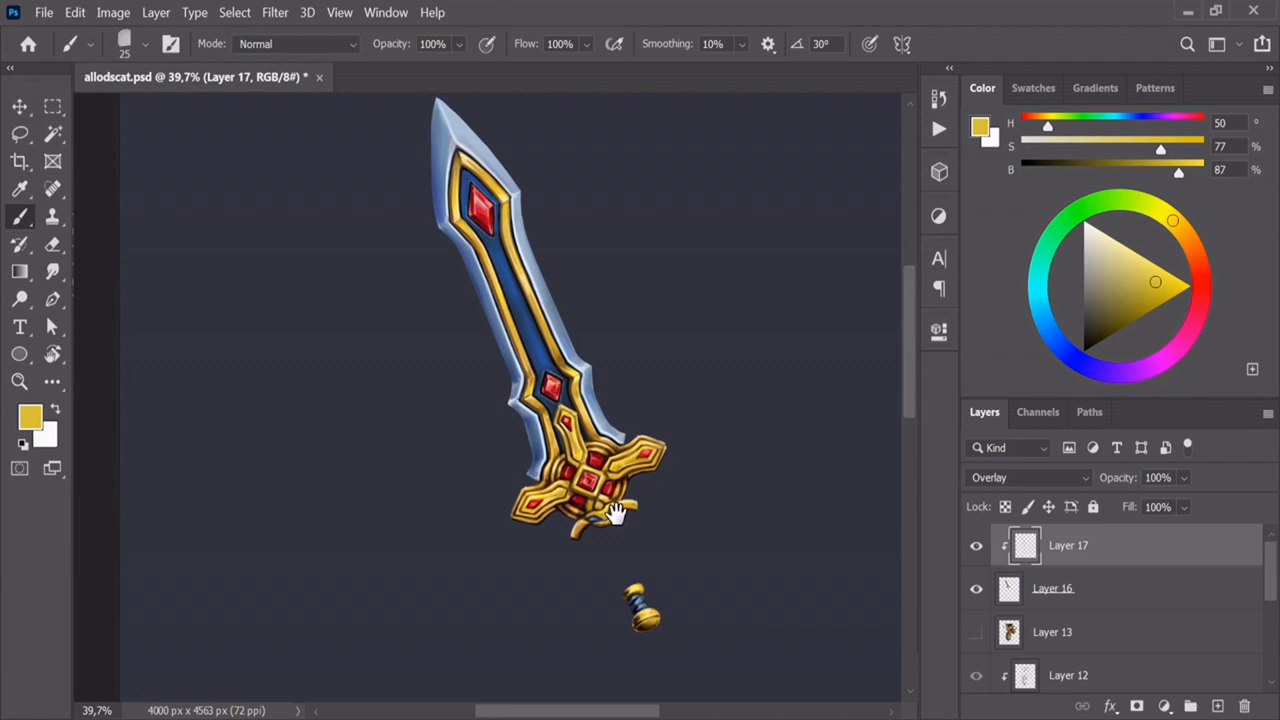 Ps File Edit Image Layer Type Select Filter 3D View Window Help
25 Mode: Normal Opacity: 100% Flow: 100% Smoothing: 10% 30°
allodscat.psd @ 39,7% (Layer 17, RGB/8#) * ×
Color Swatches Gradients Patterns
H 50 °
S 77 %
B 87 %
Layers Channels Paths
Kind
Overlay Opacity: 100%
Lock: Fill: 100%
Layer 17
Layer 16
Layer 13
Layer 12
39,7% 4000 px x 4563 px (72 ppi)